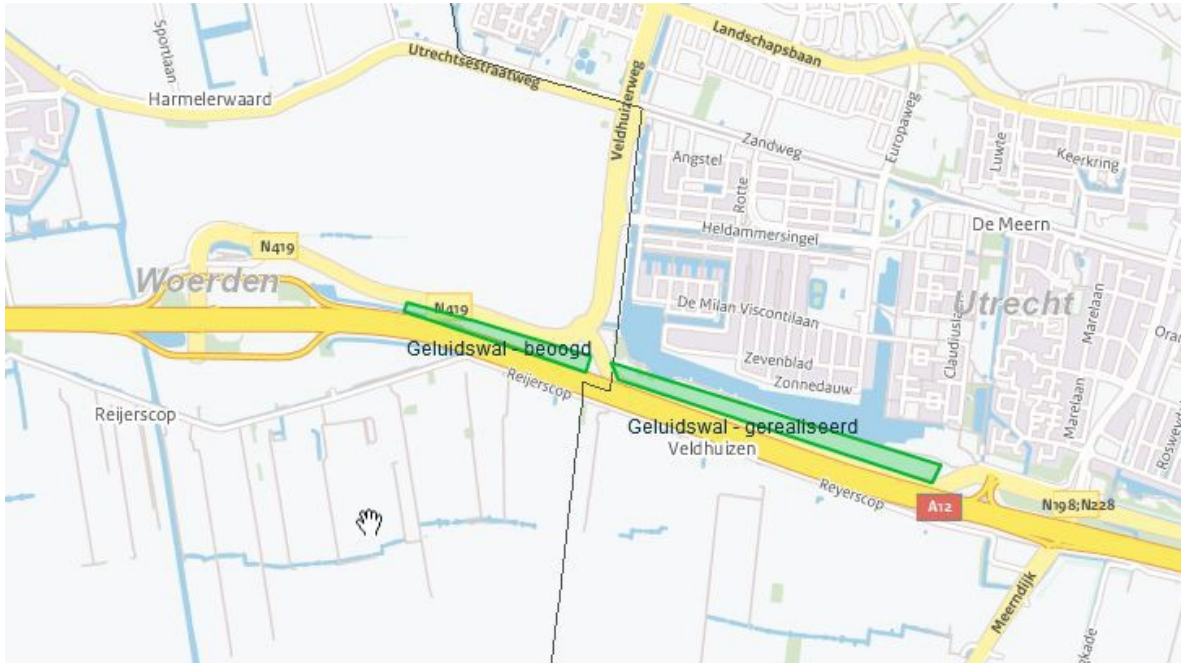 Sportlaan
Landschapsbaan
Utrechtsestraatweg
Harmelerwaard
Veldhuizerweg
Europaweg
Zandweg
Luwte
Keerkring
Angstel
Rotte
Heldammersingel
De Meern
N419
Woerden
N419
De Milan Viscontilaan
Utrecht
Claudiuslaan
Marelaan
Geluidswal - beoogd
Zevenblad
Zonnedauw
Reijerscop
Reijerscop
Marelaan
Geluidswal - gerealiseerd
Veldhuizen
Reyerscop
A12
N198;N228
Meerndijk